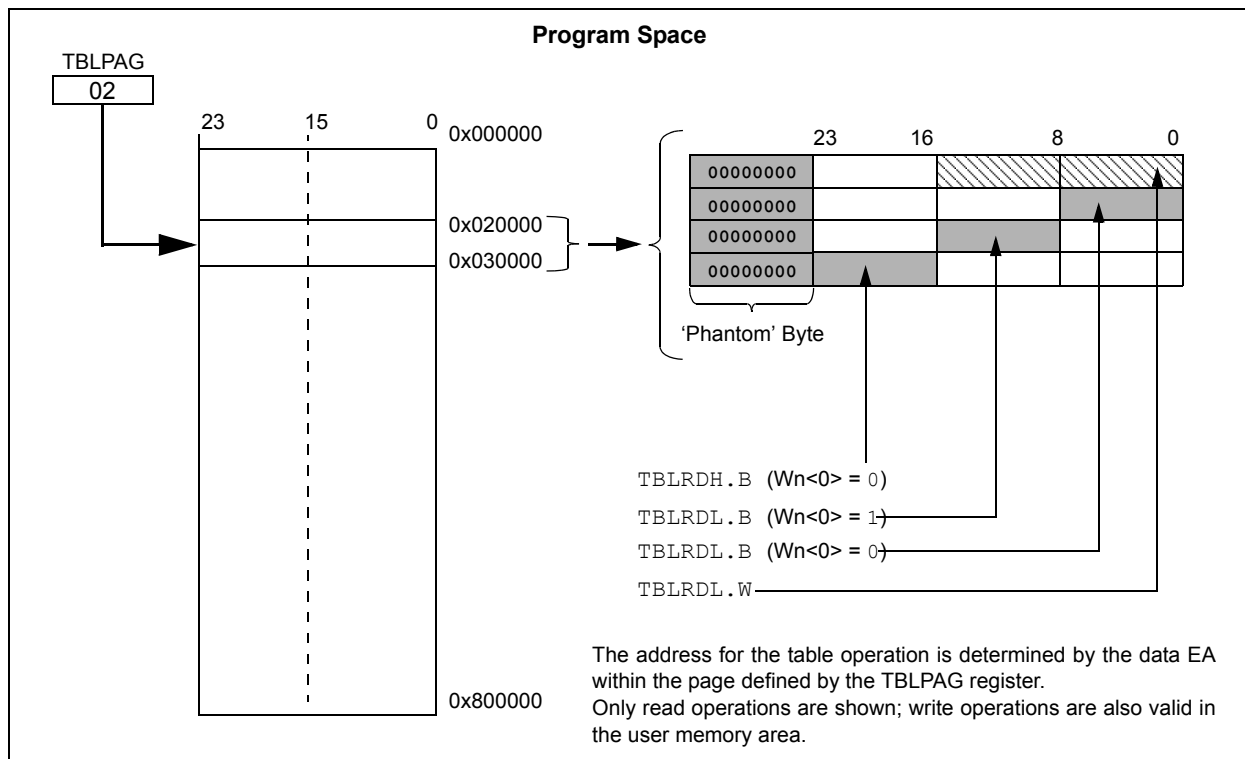 Program Space
TBLPAG
02
23 15 0
0x000000
0x020000
0x030000
0x800000
23 16 8 0
00000000
00000000
00000000
00000000
‘Phantom’ Byte
TBLRDH.B (Wn<0> = 0)
TBLRDL.B (Wn<0> = 1)
TBLRDL.B (Wn<0> = 0)
TBLRDL.W
The address for the table operation is determined by the data EA
within the page defined by the TBLPAG register.
Only read operations are shown; write operations are also valid in
the user memory area.